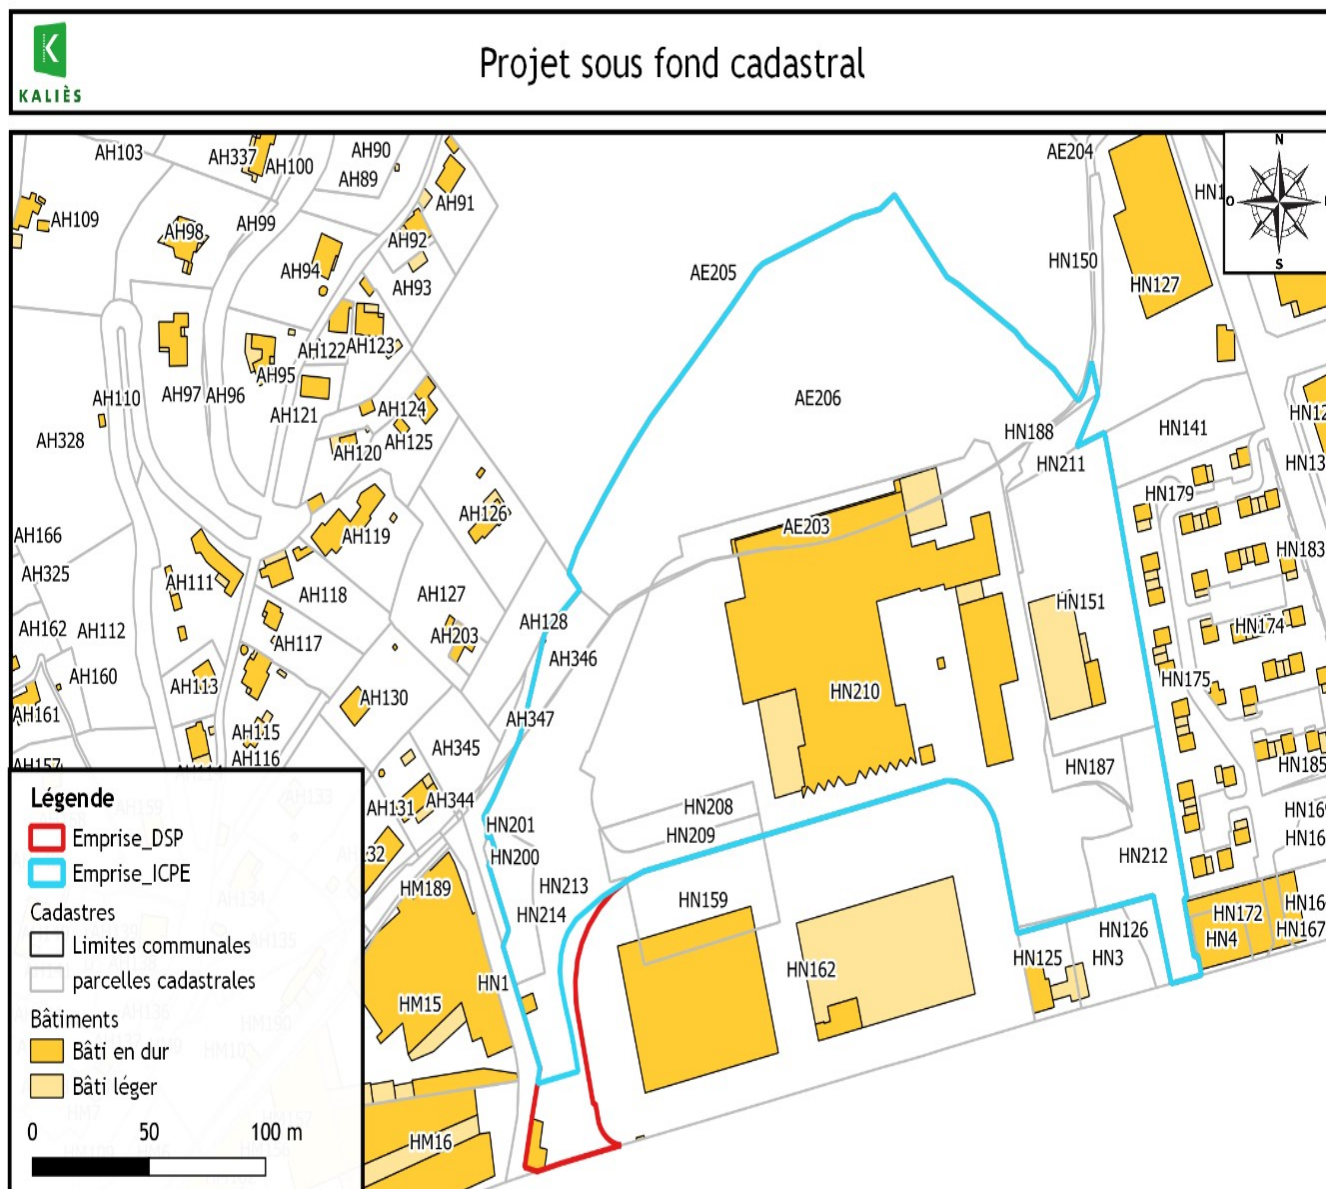 KALIÈS
Projet sous fond cadastral
AH103
AH337
AH100
AH90
AH89
AE204
N
O
S
AH109
AH98
AH99
AH91
AH92
AH94
AH93
AE205
HN150
HN127
AH122
AH123
AH95
AH110
AH97
AH96
AH121
AH124
AH125
AH120
AH328
AE206
HN188
HN211
HN141
HN179
AH126
AH119
AE203
AH166
AH325
AH111
AH118
AH127
HN183
AH162
AH112
AH117
AH203
AH128
AH346
HN151
HN174
AH160
AH113
AH130
HN210
HN175
AH161
AH115
AH116
AH347
AH345
AH157
HN187
HN185
AH131
AH344
HN208
HN209
HN201
HN200
HN212
HM189
HN213
HN214
HN159
HN172
HN4
HN167
HN126
HN3
HN125
HN162
HN1
HM15
HM16
Légende
Emprise_DSP
Emprise_ICPE
Cadastres
Limites communales
parcelles cadastrales
Bâtiments
Bâti en dur
Bâti léger
0 50 100 m